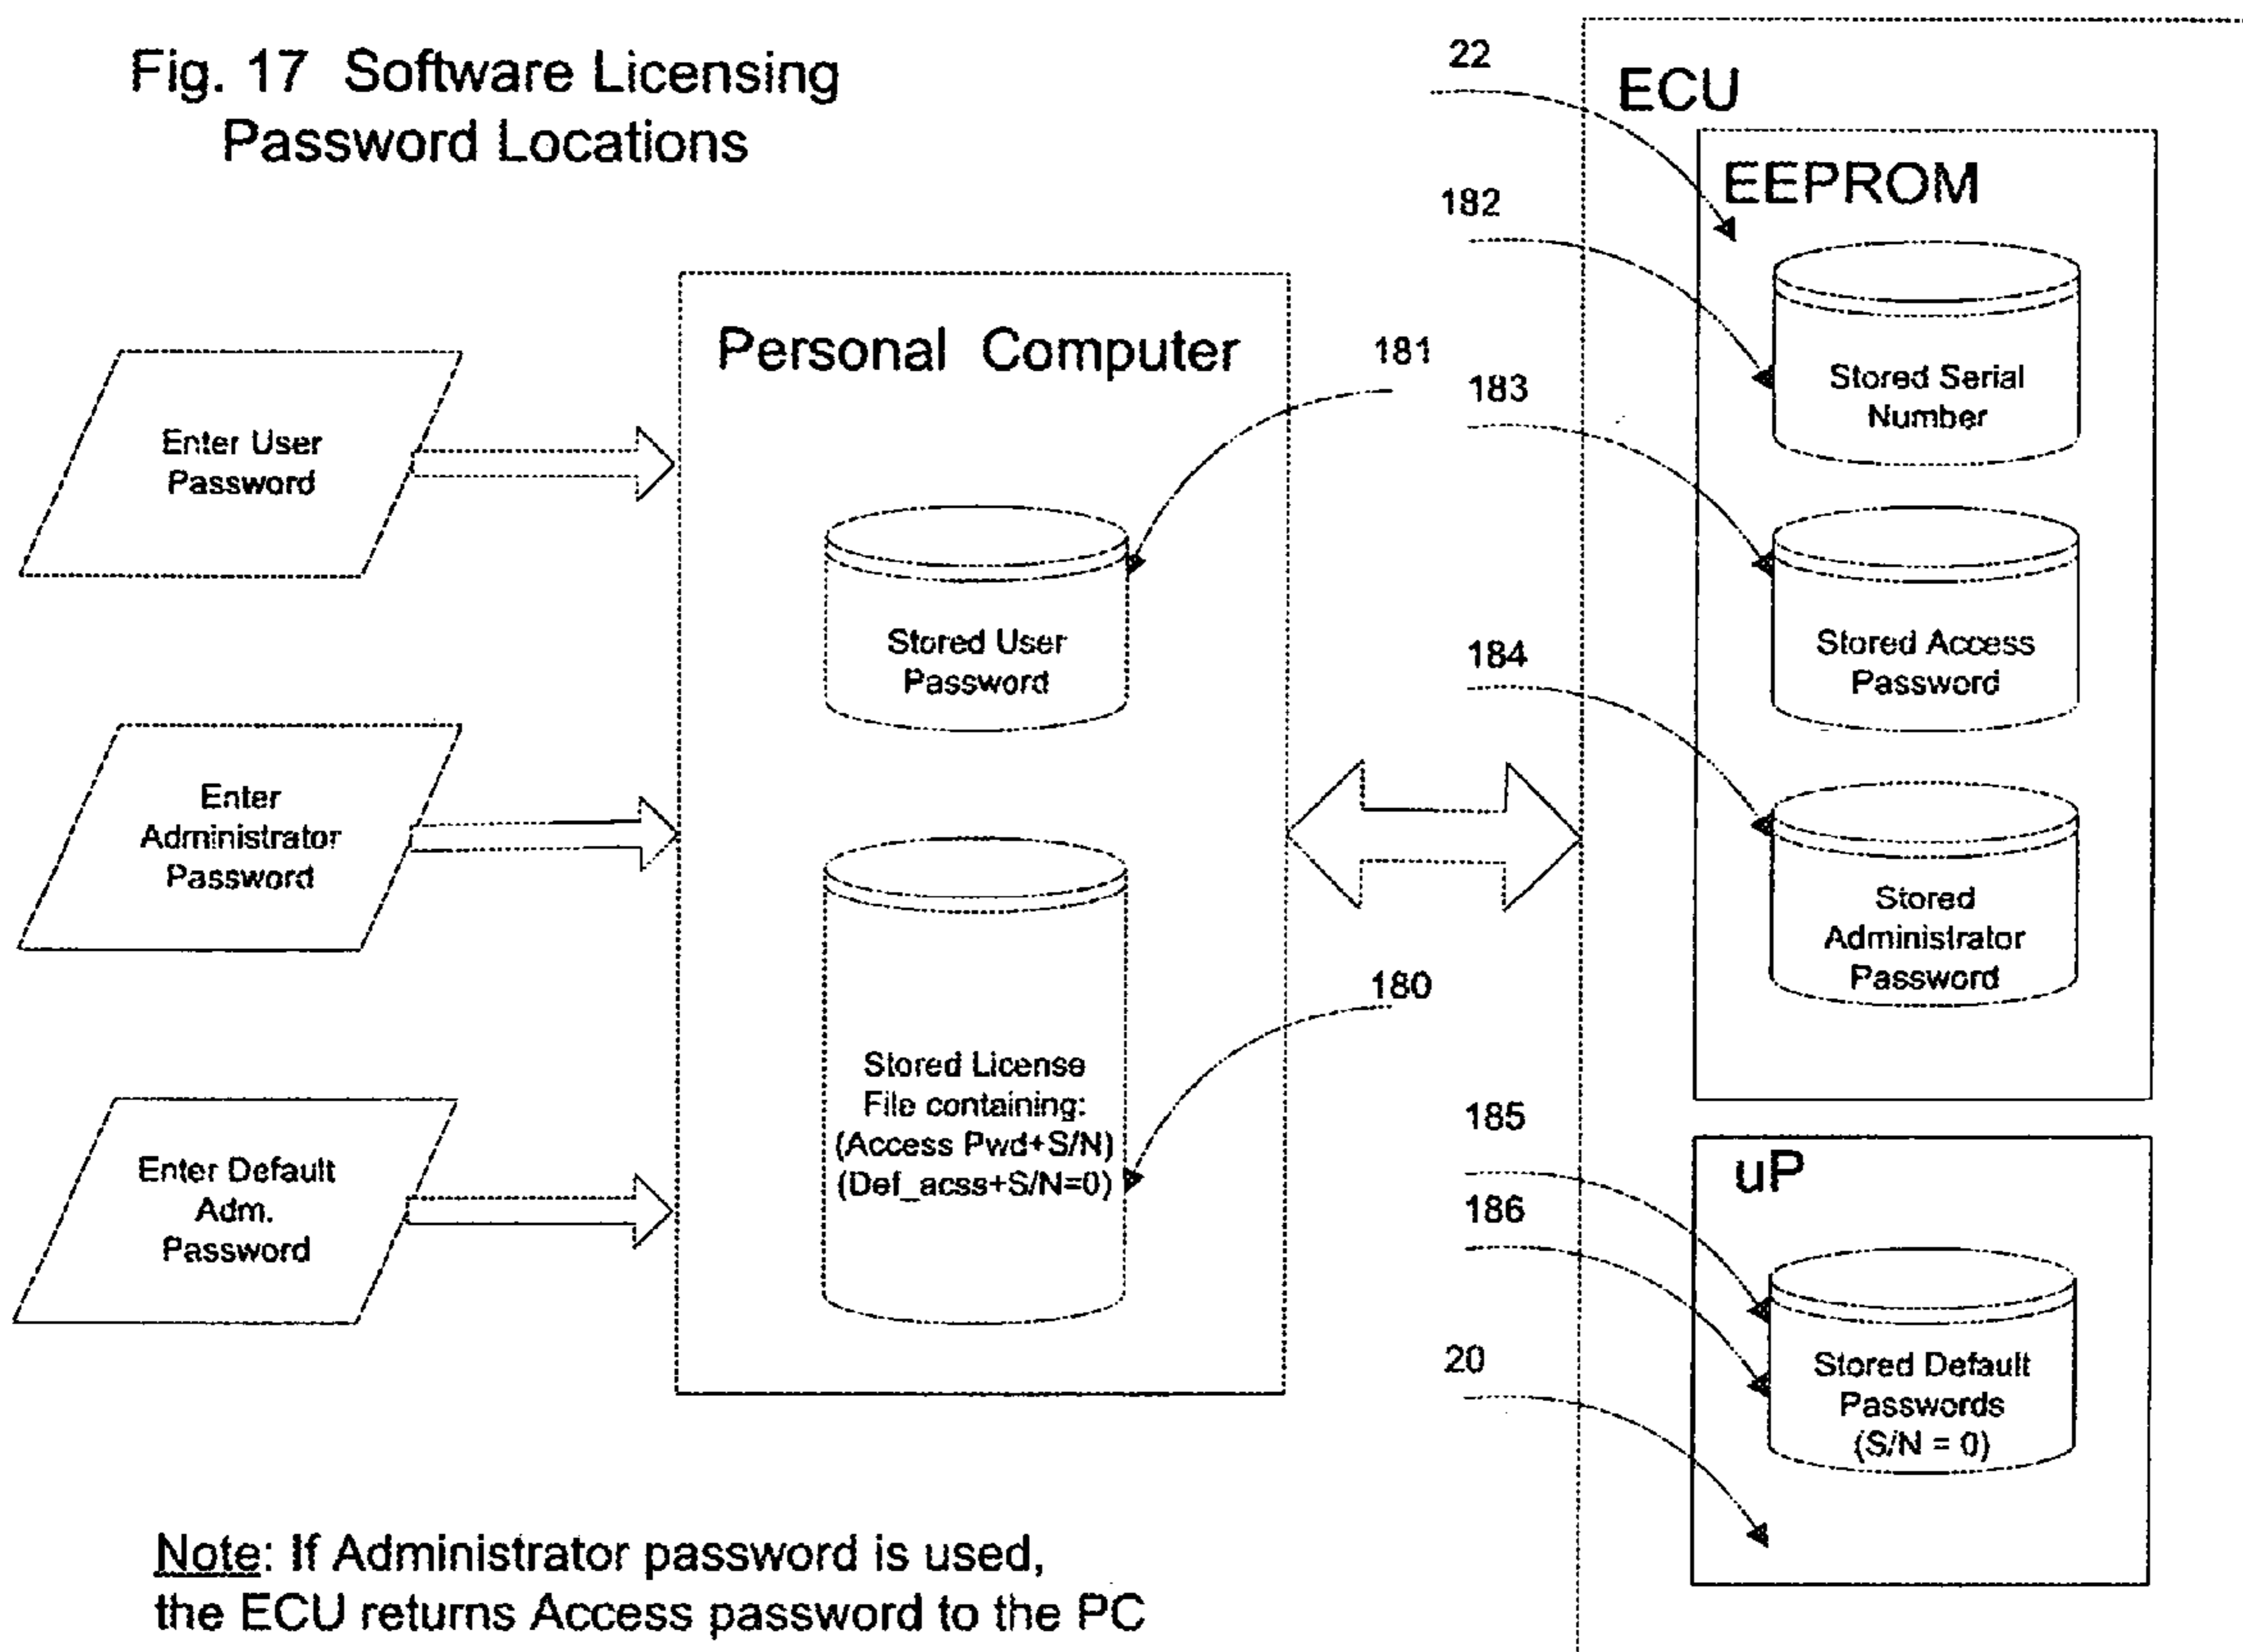 Fig. 17 Software Licensing
Password Locations
Enter User
Password
Enter
Administrator
Password
Enter Default
Adm.
Password
Personal Computer
181
Stored User
Password
180
Stored License
File containing:
(Access Pwd+S/N)
(Def_acss+S/N=0)
22
ECU
EEPROM
182
Stored Serial
Number
183
Stored Access
Password
184
Stored
Administrator
Password
185
uP
186
20
Stored Default
Passwords
(S/N = 0)
Note: If Administrator password is used,
the ECU returns Access password to the PC